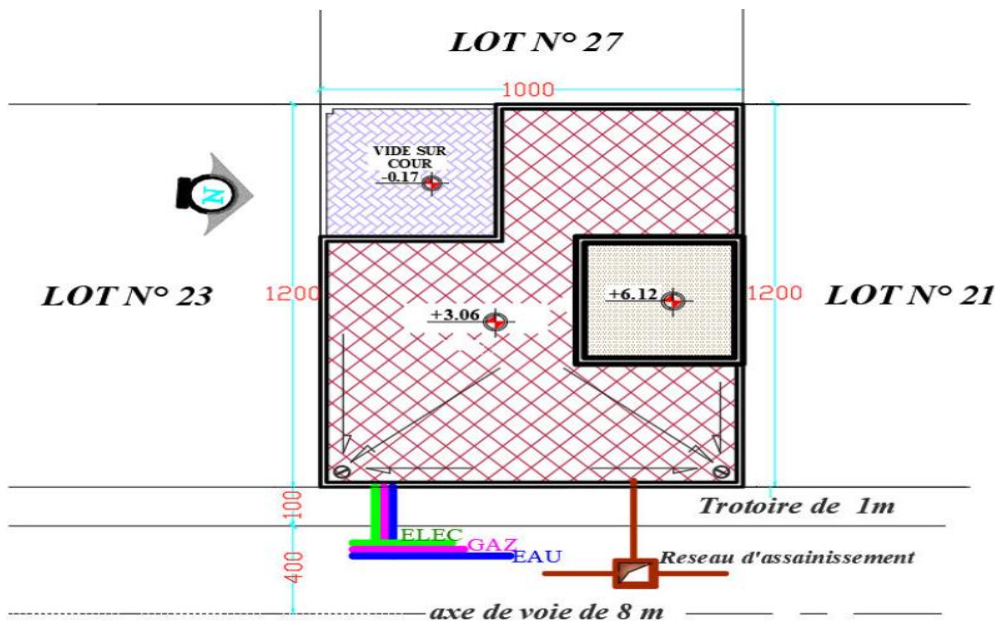 LOT N° 27
1000
VIDE SUR
COUR
-0.17
N
LOT N° 23
1200
+3.06
+6.12
1200
LOT N° 21
100
Trotoire de 1m
ELEC
GAZ
EAU
Reseau d'assainissement
400
axe de voie de 8 m